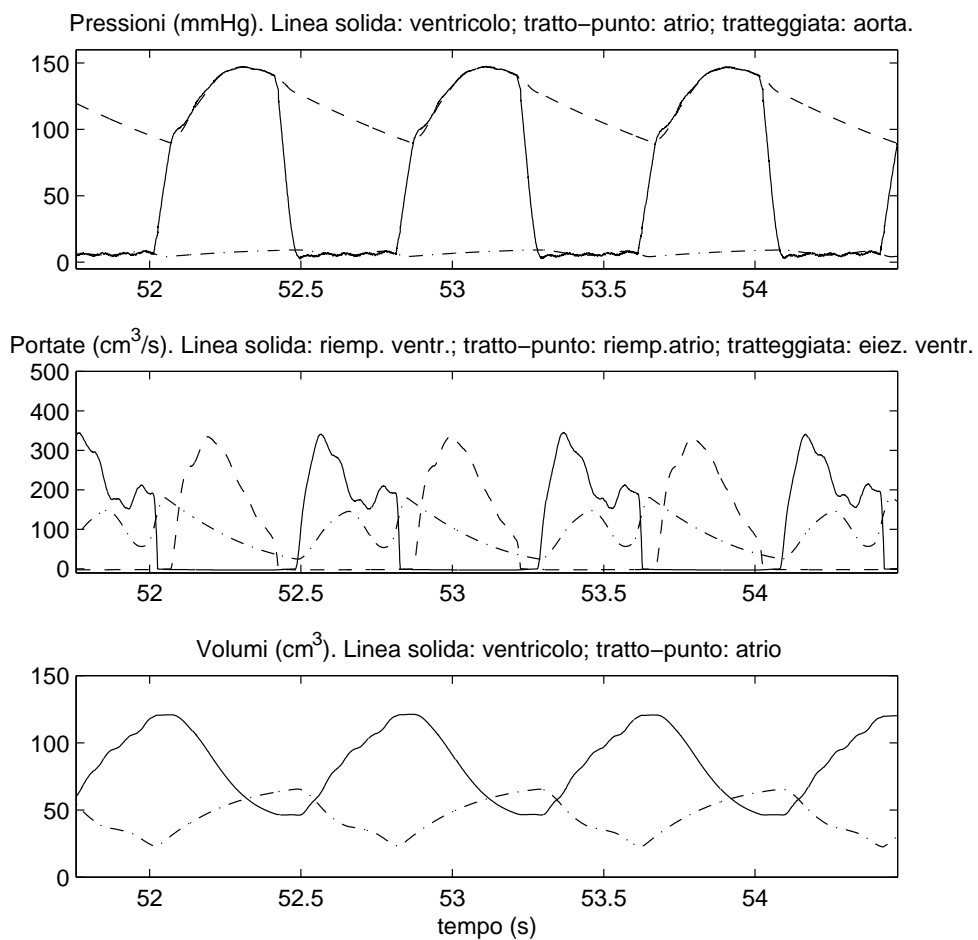 Pressioni (mmHg). Linea solida: ventricolo; tratto−punto: atrio; tratteggiata: aorta.
150
100
50
0
52 52.5 53 53.5 54
Portate (cm³/s). Linea solida: riemp. ventr.; tratto−punto: riemp.atrio; tratteggiata: eiez. ventr.
500
400
300
200
100
0
52 52.5 53 53.5 54
Volumi (cm³). Linea solida: ventricolo; tratto−punto: atrio
150
100
50
0
52 52.5 53 53.5 54
tempo (s)